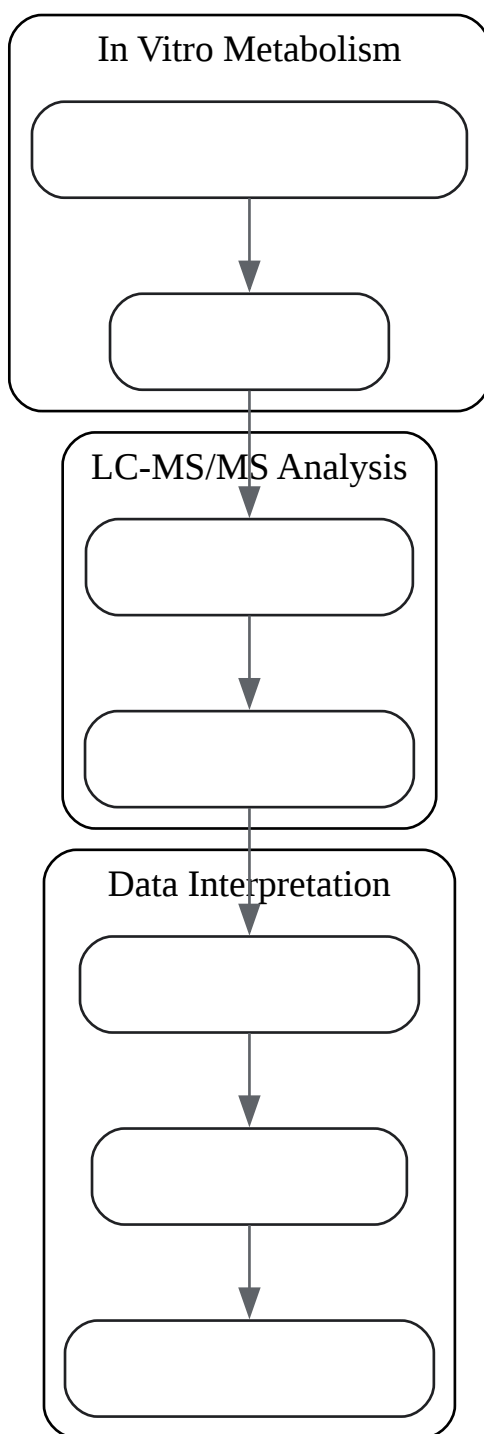 In Vitro Metabolism
LC-MS/MS Analysis
Data Interpretation